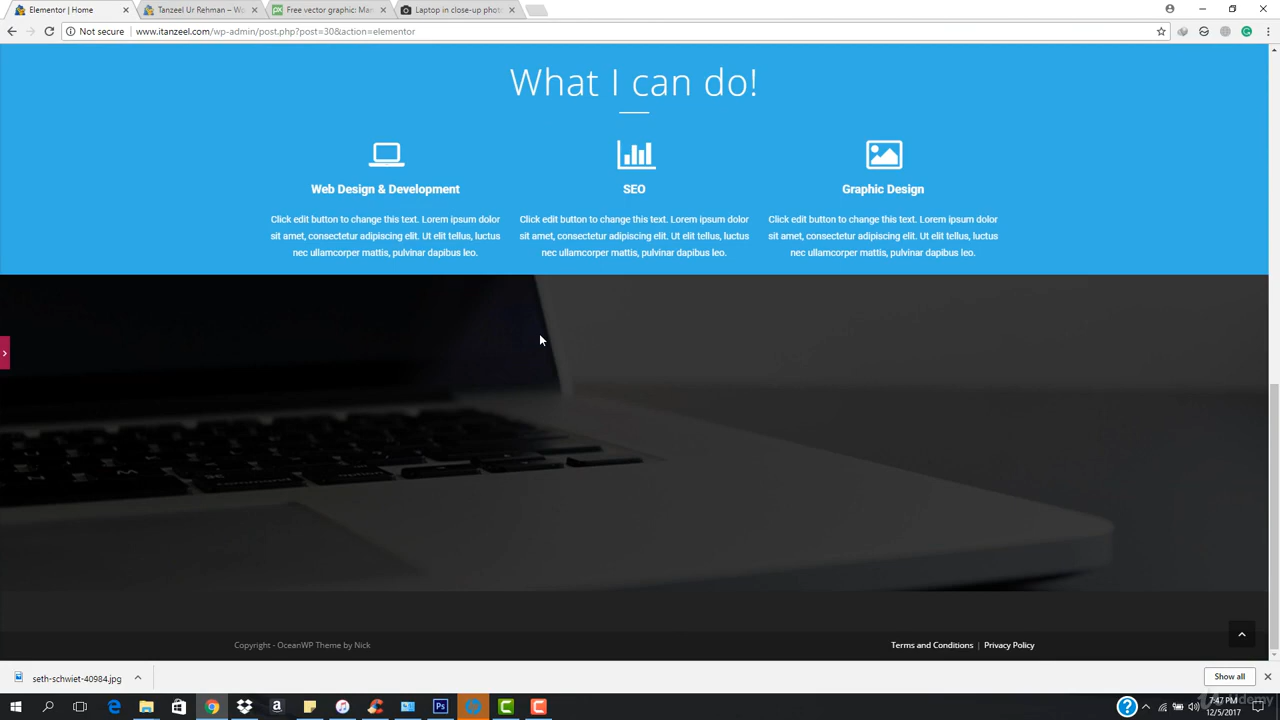 Elementor | Home
Tanzeel Ur Rehman – W
Free vector graphic: Man
Laptop in close-up phot
Not secure
www.itanzeel.com/wp-admin/post.php?post=30&action=elementor
What I can do!
Web Design & Development
Click edit button to change this text. Lorem ipsum dolor
sit amet, consectetur adipiscing elit. Ut elit tellus, luctus
nec ullamcorper mattis, pulvinar dapibus leo.
SEO
Click edit button to change this text. Lorem ipsum dolor
sit amet, consectetur adipiscing elit. Ut elit tellus, luctus
nec ullamcorper mattis, pulvinar dapibus leo.
Graphic Design
Click edit button to change this text. Lorem ipsum dolor
sit amet, consectetur adipiscing elit. Ut elit tellus, luctus
nec ullamcorper mattis, pulvinar dapibus leo.
command
option
Copyright - OceanWP Theme by Nick
Terms and Conditions | Privacy Policy
seth-schwiet-40984.jpg
Show all
Ps
7:47 PM
12/5/2017